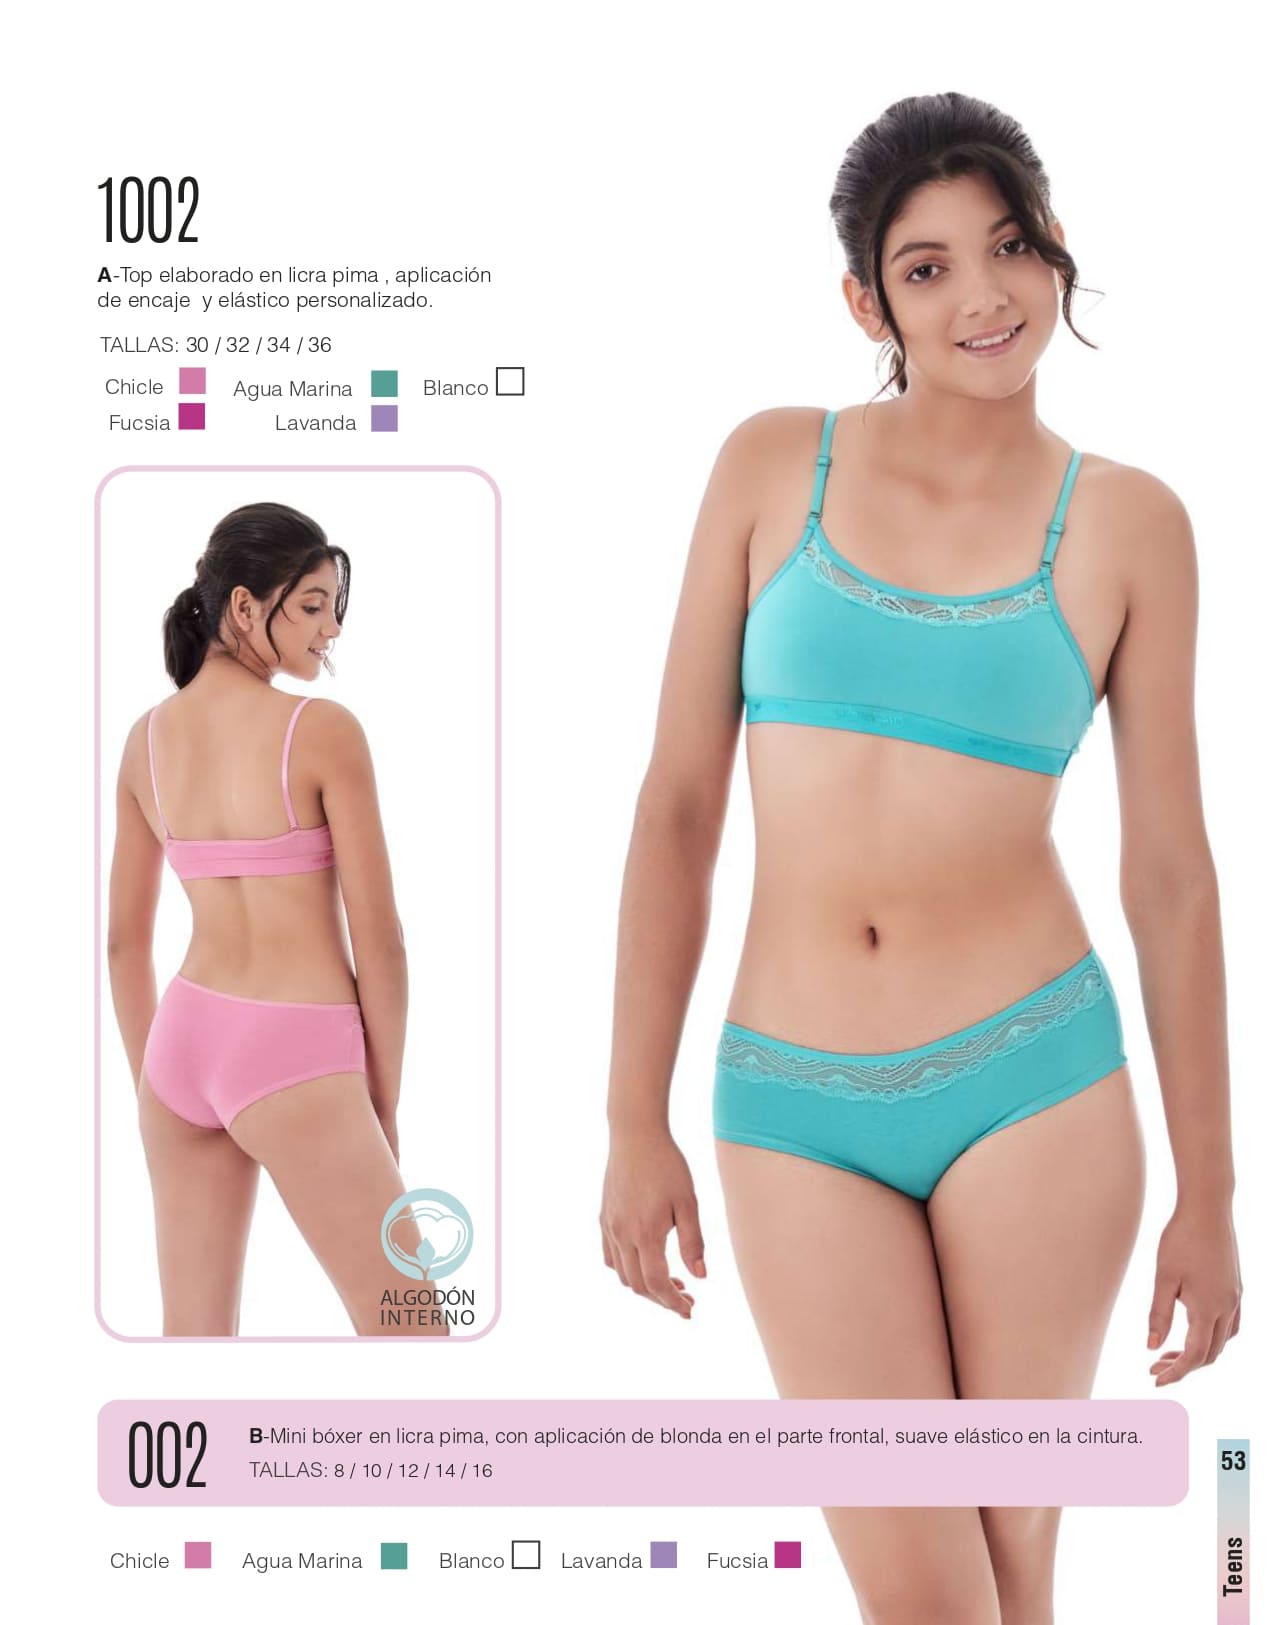 1002
A-Top elaborado en licra pima , aplicación
de encaje  y elástico personalizado.
TALLAS: 30 / 32 / 34 / 36
Chicle Agua Marina Blanco
Fucsia Lavanda
ALGODÓN
INTERNO
002
B-Mini bóxer en licra pima, con aplicación de blonda en el parte frontal, suave elástico en la cintura.
TALLAS: 8 / 10 / 12 / 14 / 16
Chicle Agua Marina Blanco Lavanda Fucsia
53
Teens